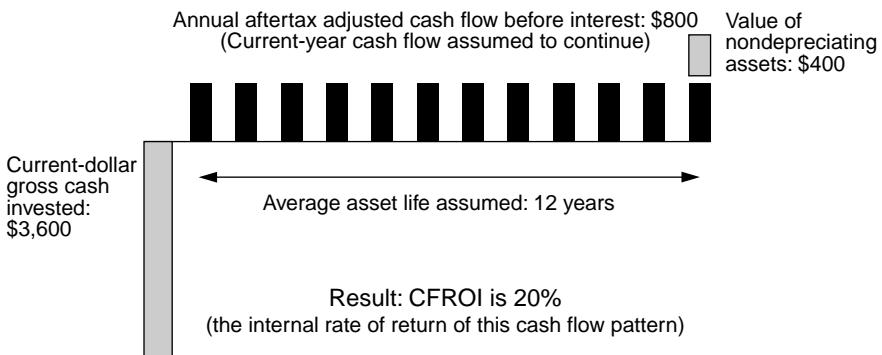 Annual aftertax adjusted cash flow before interest: $800
(Current-year cash flow assumed to continue)
Value of
nondepreciating
assets: $400
Current-dollar
gross cash
invested:
$3,600
Average asset life assumed: 12 years
Result: CFROI is 20%
(the internal rate of return of this cash flow pattern)